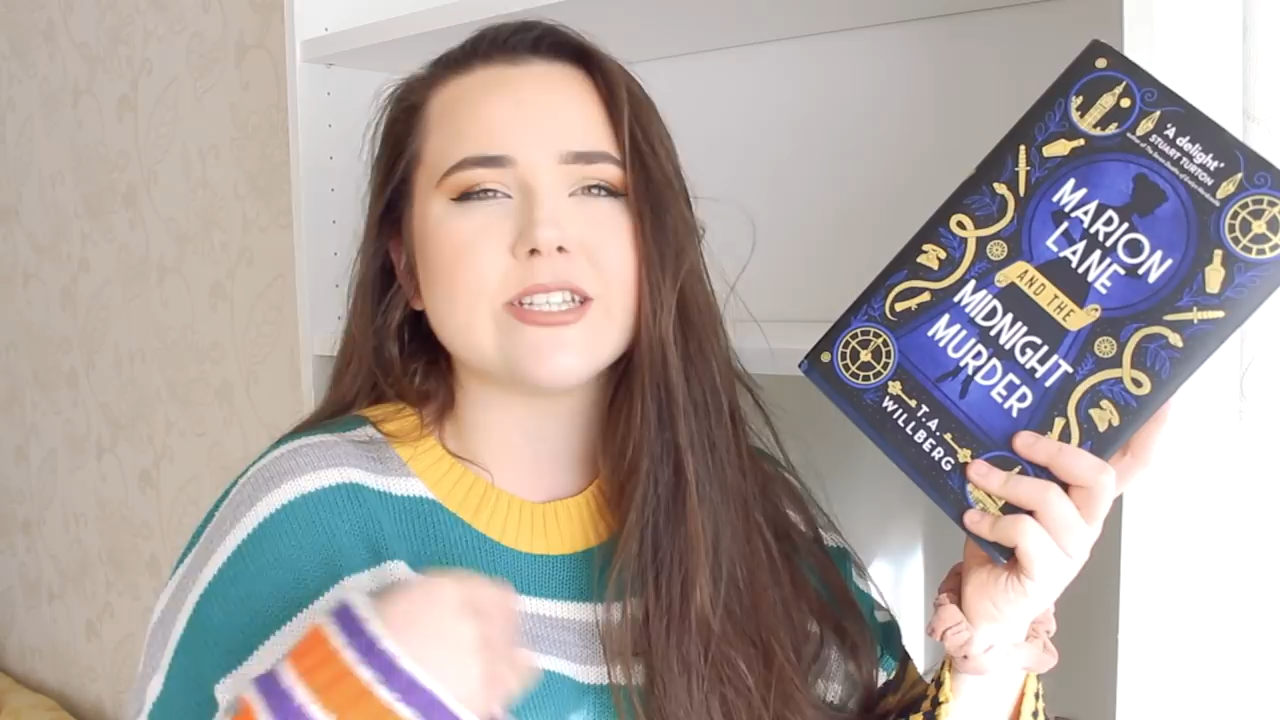 'A delight'
STUART TURTON
MARION
LANE
AND THE
MIDNIGHT
MURDER
T.A.
WILLBERG